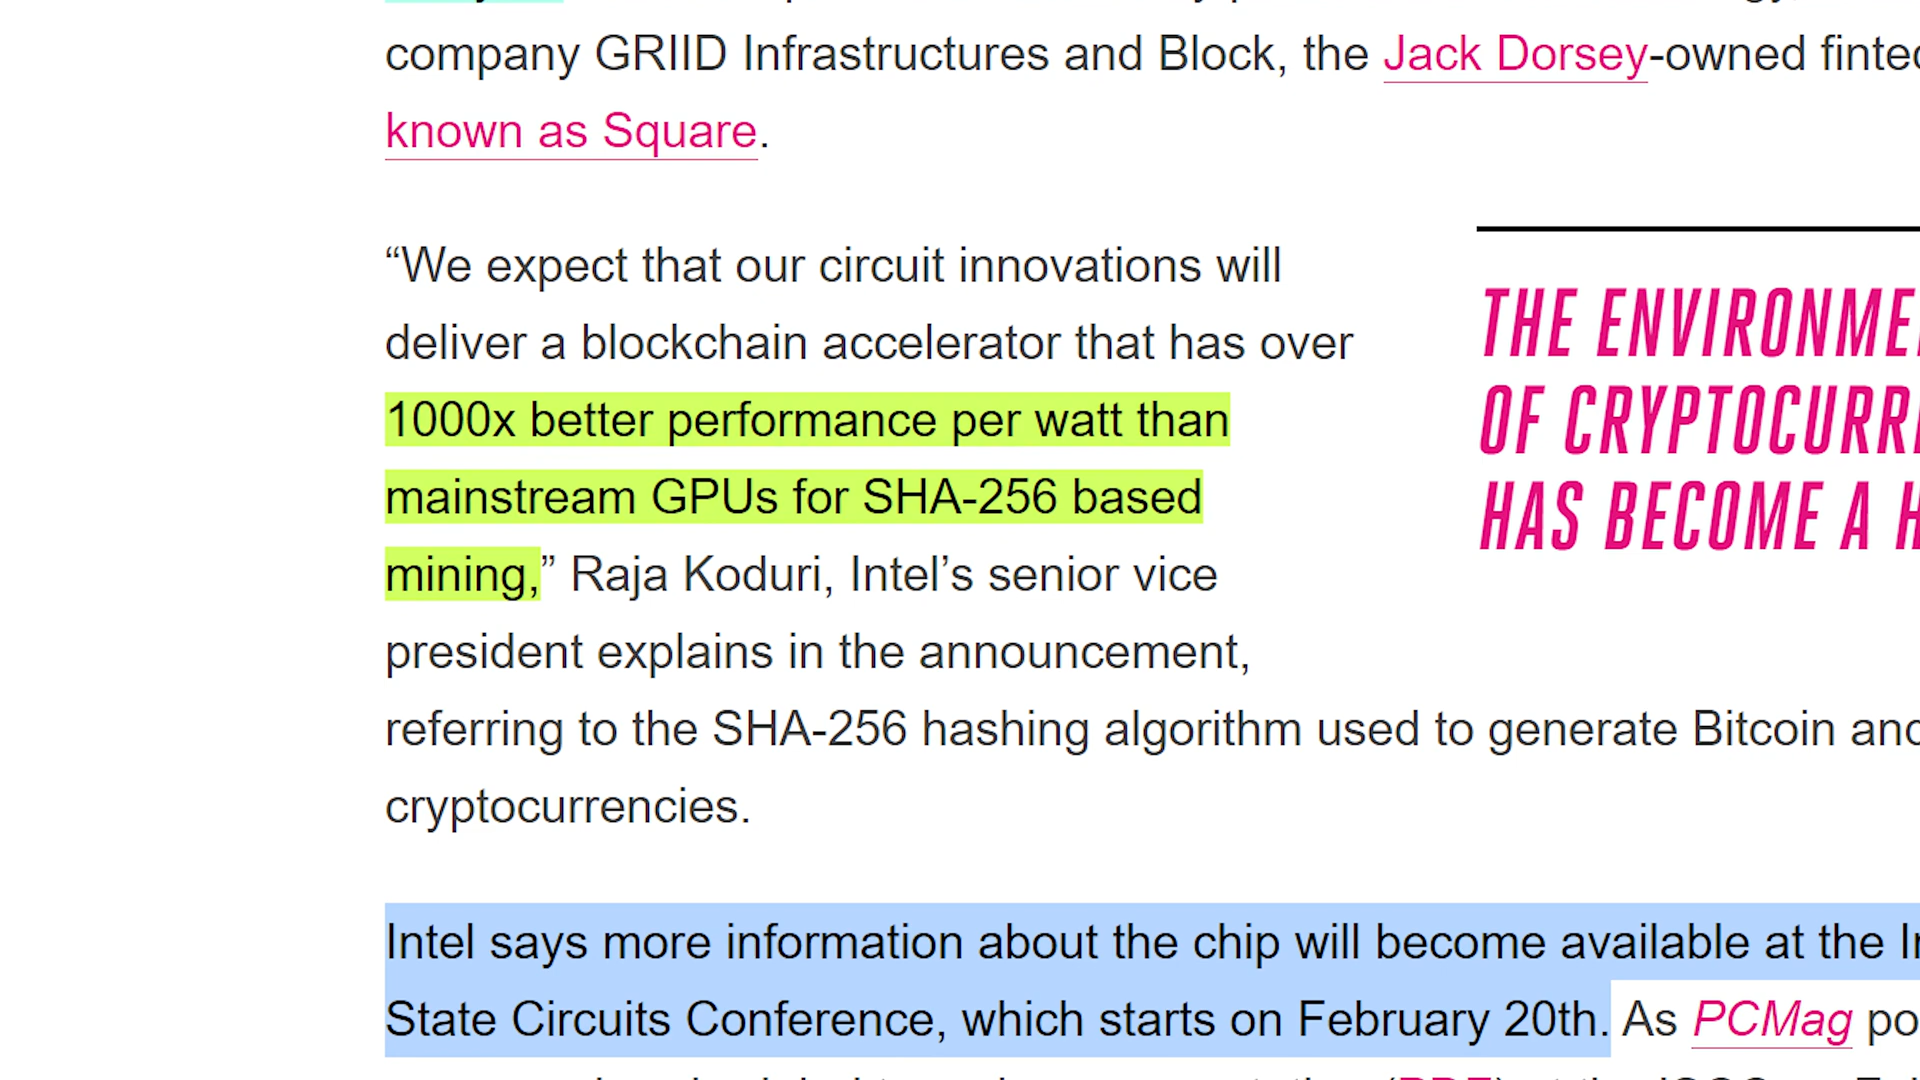 company GRIID Infrastructures and Block, the Jack Dorsey-owned
known as Square.
“We expect that our circuit innovations will
deliver a blockchain accelerator that has over
1000x better performance per watt than
mainstream GPUs for SHA-256 based
mining,” Raja Koduri, Intel’s senior vice
president explains in the announcement,
referring to the SHA-256 hashing algorithm used to generate Bitcoin and
cryptocurrencies.
THE
OF
HAS BECOME A
Intel says more information about the chip will become available at the
State Circuits Conference, which starts on February 20th. As PCMag